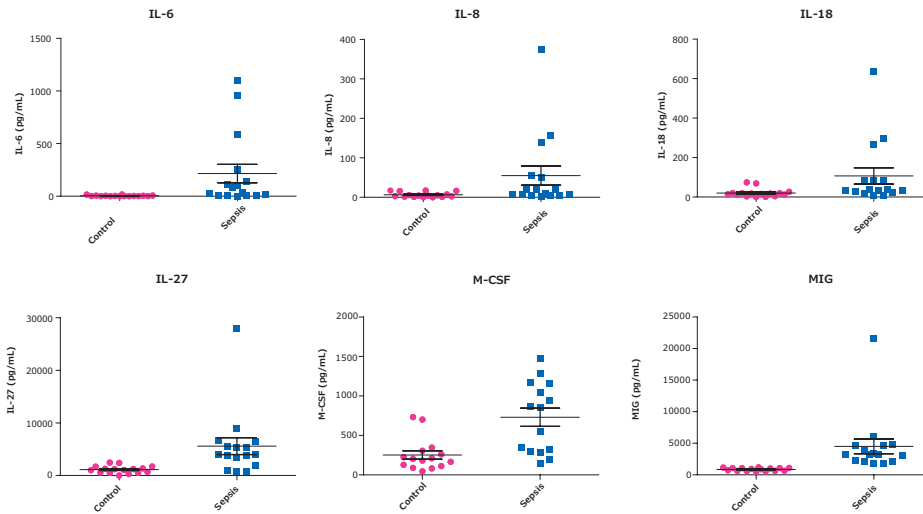 IL-6
IL-8
IL-18
1500
1000
500
0
IL-6 (pg/mL)
Control
Sepsis
400
300
200
100
0
IL-8 (pg/mL)
Control
Sepsis
800
600
400
200
0
IL-18 (pg/mL)
Control
Sepsis
IL-27
M-CSF
MIG
30000
20000
10000
0
IL-27 (pg/mL)
Control
Sepsis
2000
1500
1000
500
0
M-CSF (pg/mL)
Control
Sepsis
25000
20000
15000
10000
5000
0
MIG (pg/mL)
Control
Sepsis